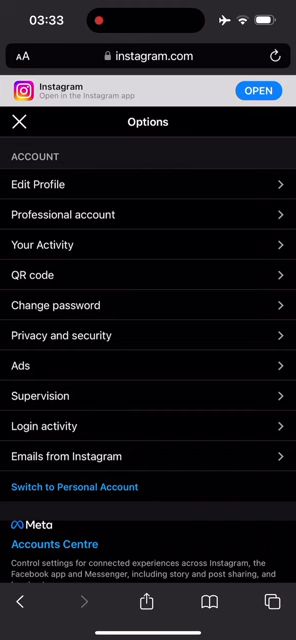 03:33
AA
instagram.com
Instagram
Open in the Instagram app
OPEN
Options
ACCOUNT
Edit Profile
Professional account
Your Activity
QR code
Change password
Privacy and security
Ads
Supervision
Login activity
Emails from Instagram
Switch to Personal Account
Meta
Accounts Centre
Control settings for connected experiences across Instagram, the
Facebook app and Messenger, including story and post sharing, and